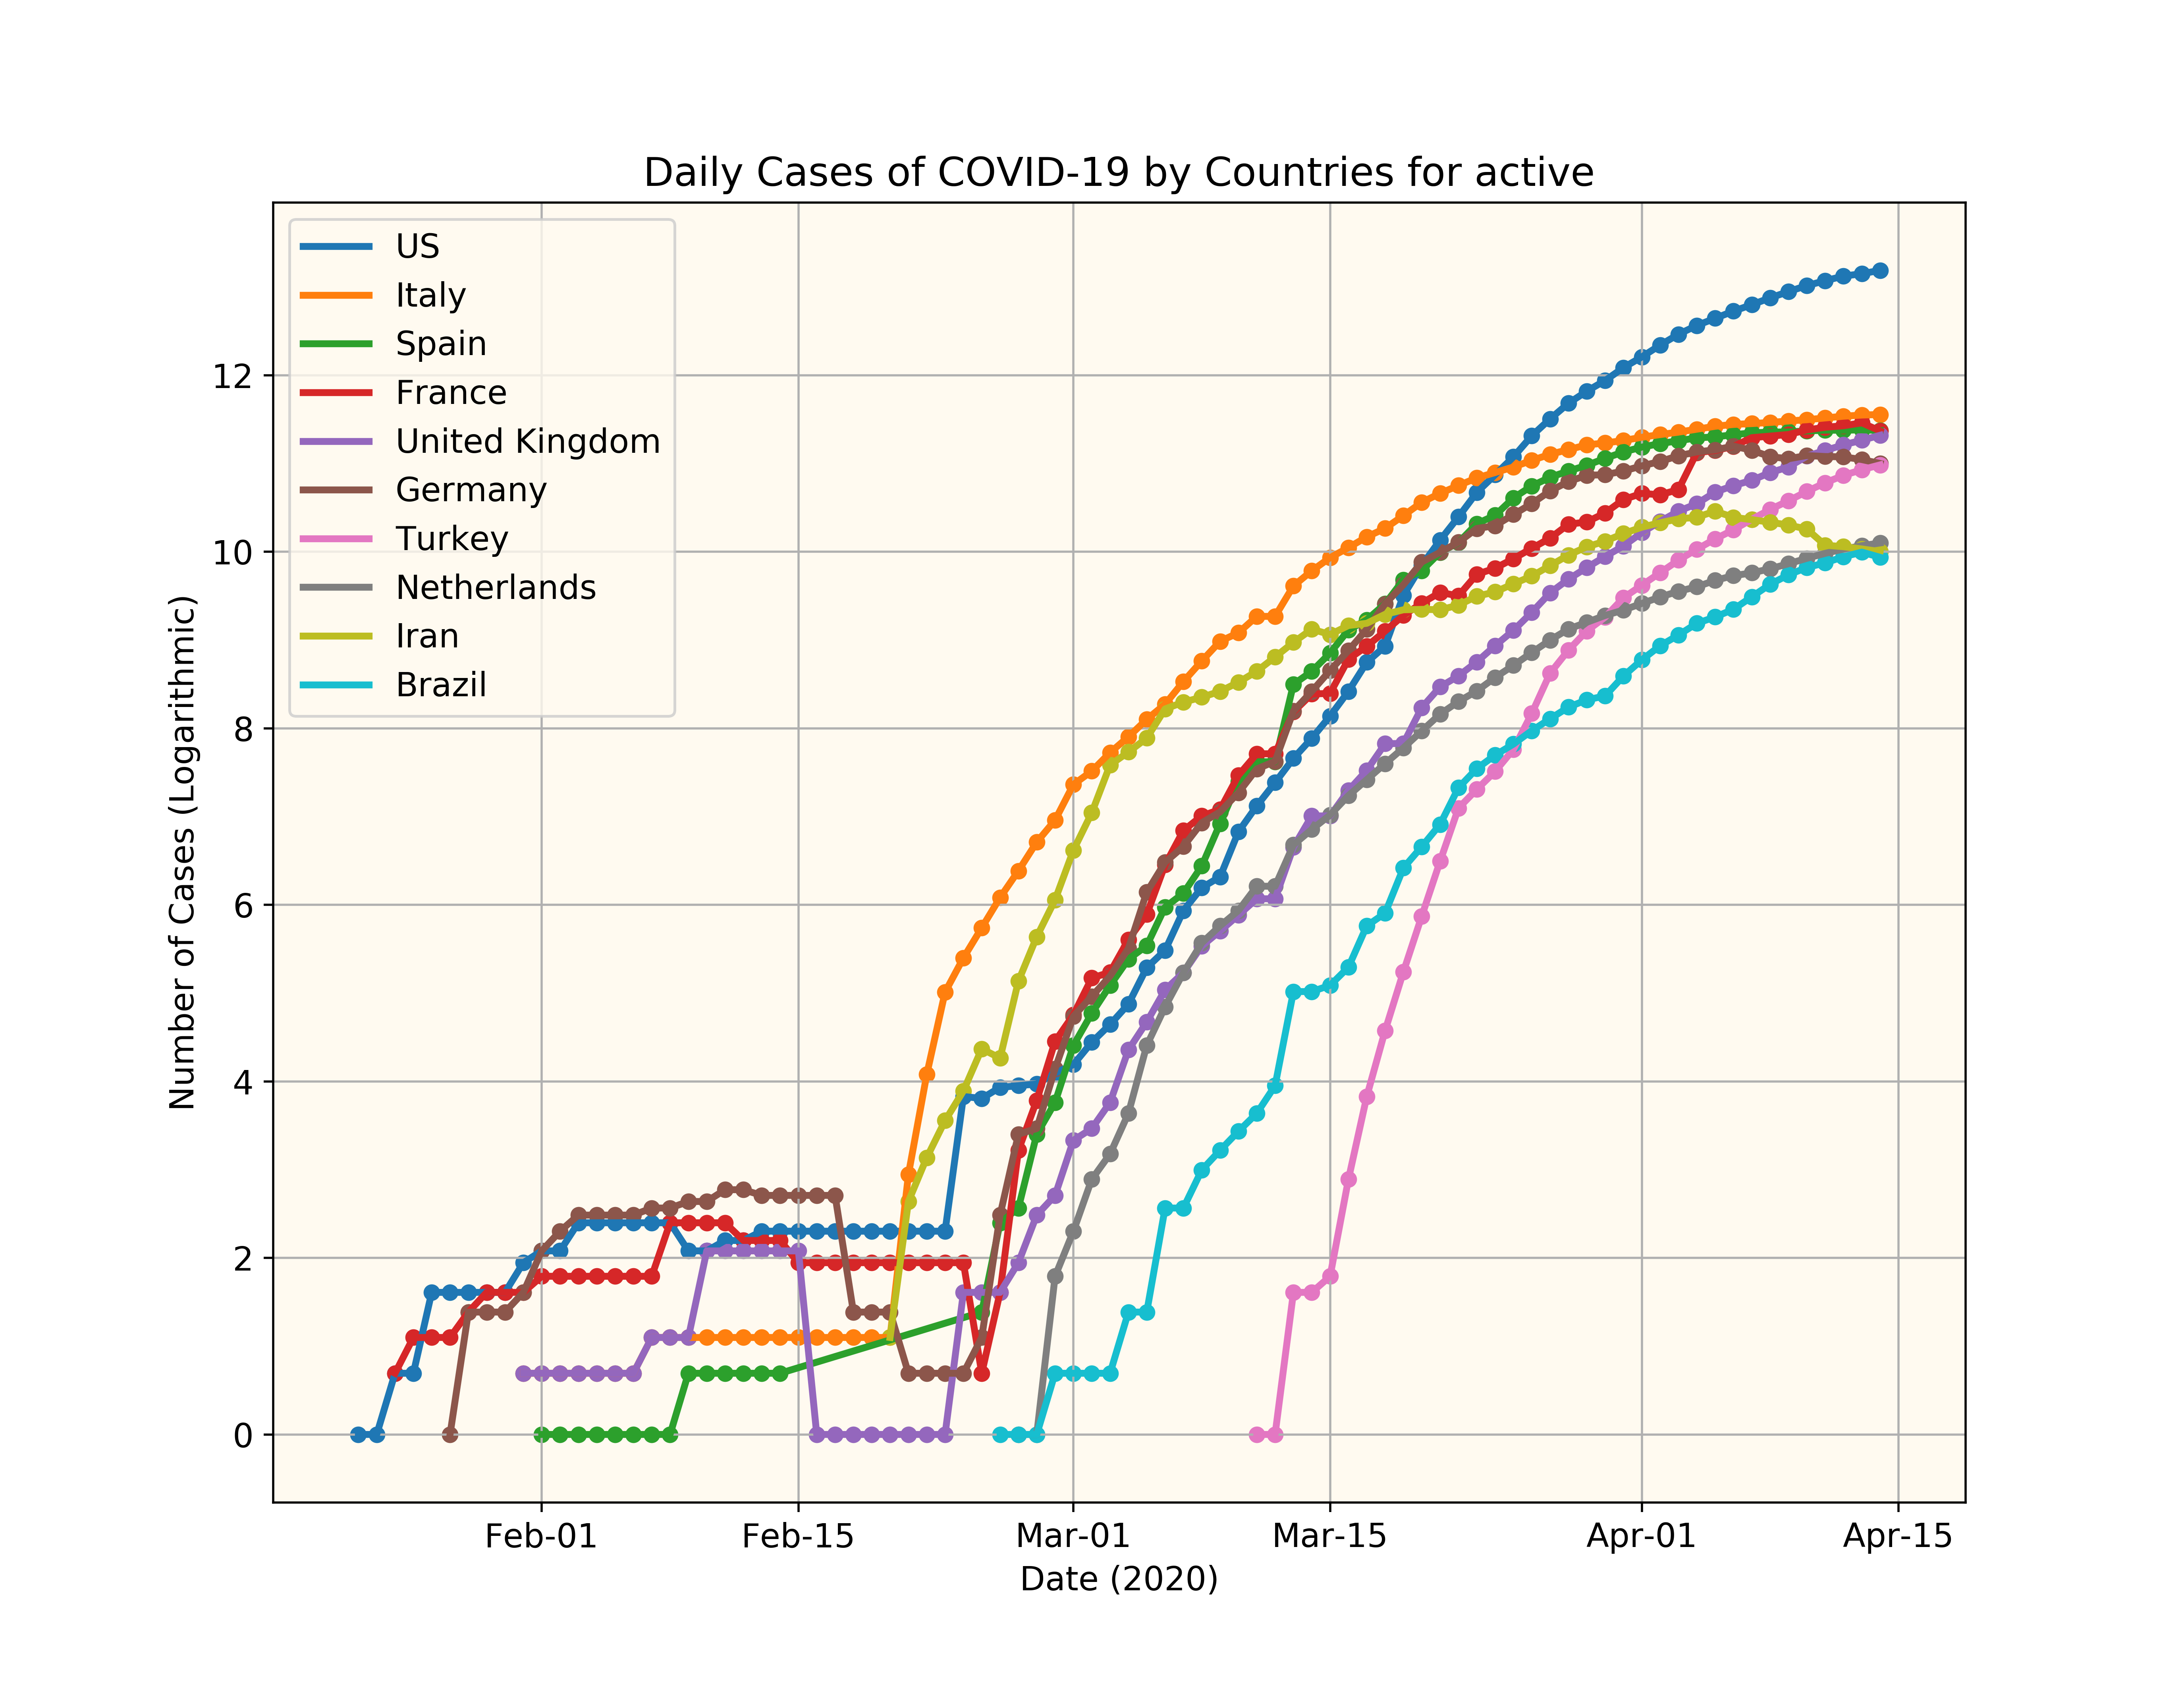 Daily Cases of COVID-19 by Countries for active
US
Italy
Spain
France
United Kingdom
Germany
Turkey
Netherlands
Iran
Brazil
Number of Cases (Logarithmic)
12
10
8
6
4
2
0
Feb-01 Feb-15 Mar-01 Mar-15 Apr-01 Apr-15
Date (2020)